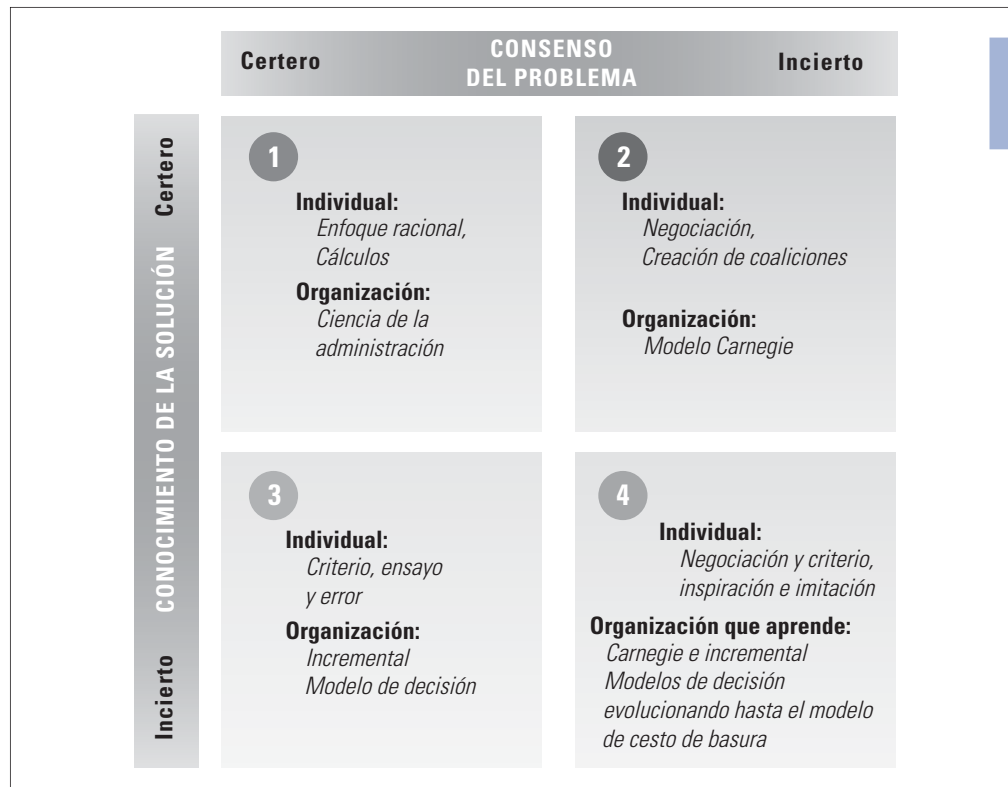 Certero
CONSENSO
DEL PROBLEMA
Incierto
Certero
CONOCIMIENTO DE LA SOLUCIÓN
Incierto
1
Individual:
Enfoque racional,
Cálculos
Organización:
Ciencia de la
administración
2
Individual:
Negociación,
Creación de coaliciones
Organización:
Modelo Carnegie
3
Individual:
Criterio, ensayo
y error
Organización:
Incremental
Modelo de decisión
4
Individual:
Negociación y criterio,
inspiración e imitación
Organización que aprende:
Carnegie e incremental
Modelos de decisión
evolucionando hasta el modelo
de cesto de basura